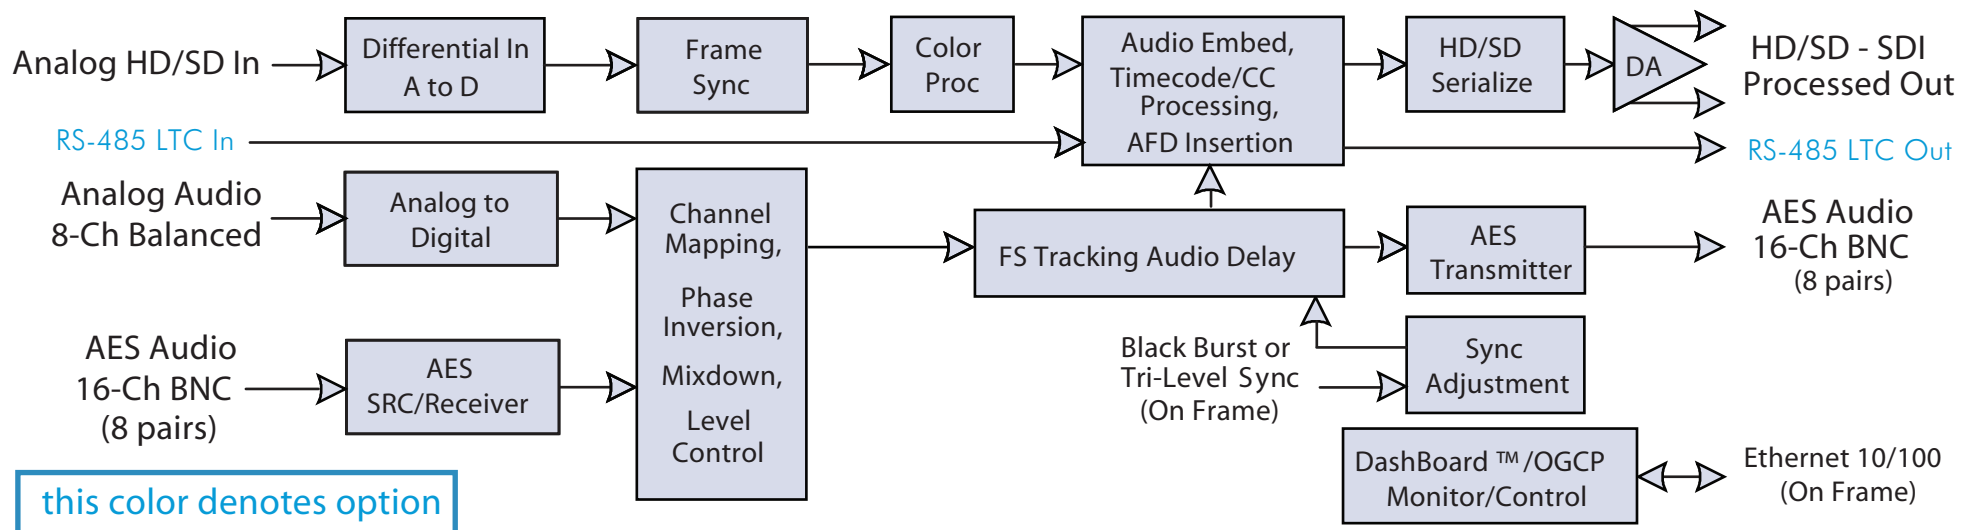 Analog HD/SD In
Differential In
A to D
Frame
Sync
Color
Proc
Audio Embed,
Timecode/CC
Processing,
AFD Insertion
HD/SD
Serialize
DA
HD/SD - SDI
Processed Out
RS-485 LTC In
RS-485 LTC Out
Analog Audio
8-Ch Balanced
Analog to
Digital
Channel
Mapping,
Phase
Inversion,
Mixdown,
Level
Control
FS Tracking Audio Delay
AES
Transmitter
AES Audio
16-Ch BNC
(8 pairs)
AES Audio
16-Ch BNC
(8 pairs)
AES
SRC/Receiver
Black Burst or
Tri-Level Sync
(On Frame)
Sync
Adjustment
DashBoard ™/OGCP
Monitor/Control
Ethernet 10/100
(On Frame)
this color denotes option